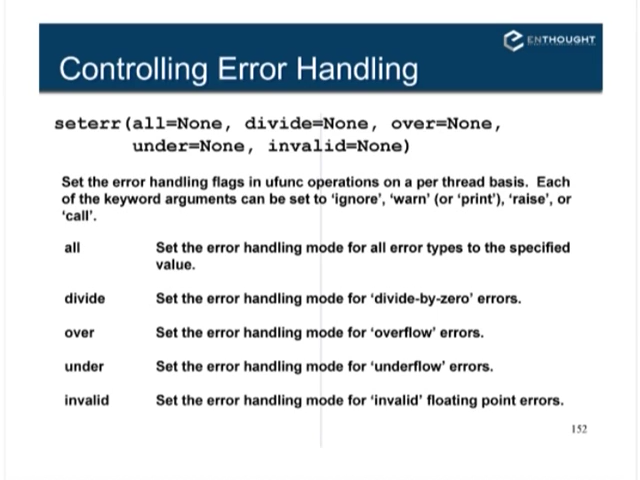 ENTHOUGHT
Controlling Error Handling
seterr(all=None, divide=None, over=None,
under=None, invalid=None)
Set the error handling flags in ufunc operations on a per thread basis. Each
of the keyword arguments can be set to ‘ignore’, ‘warn’ (or ‘print’), ‘raise’, or
‘call’.
all Set the error handling mode for all error types to the specified
value.
divide Set the error handling mode for ‘divide-by-zero’ errors.
over Set the error handling mode for ‘overflow’ errors.
under Set the error handling mode for ‘underflow’ errors.
invalid Set the error handling mode for ‘invalid’ floating point errors.
152